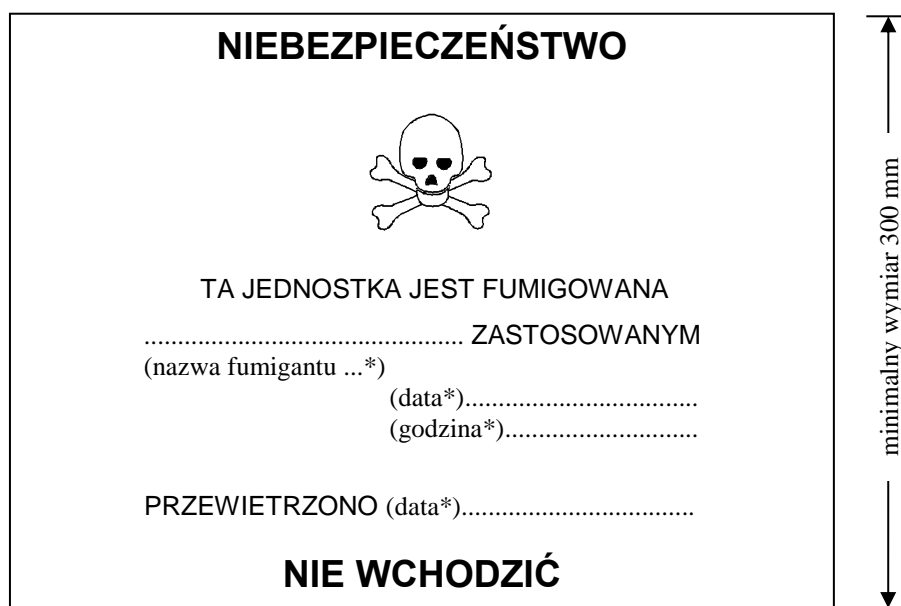 NIEBEZPIECZEŃSTWO
TA JEDNOSTKA JEST FUMIGOWANA
................................................ ZASTOSOWANYM
(nazwa fumigantu ...*)
(data*)...................................
(godzina*).............................
PRZEWIETRZONO (data*)...................................
NIE WCHODZIĆ
minimalny wymiar 300 mm